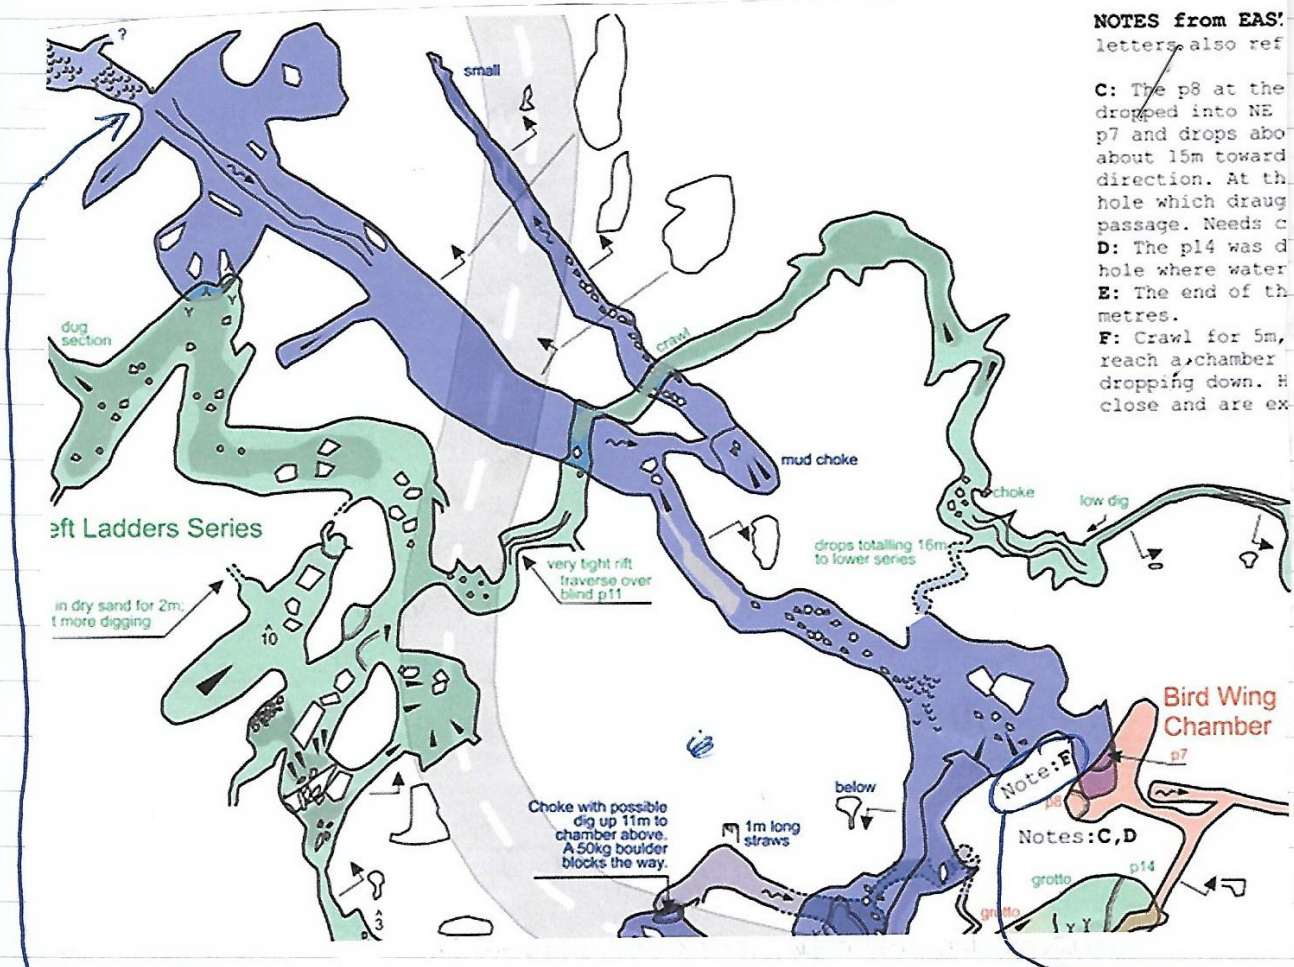 NOTES from EAS
letters also ref
C: The p8 at the
dropped into NE
p7 and drops abo
about 15m toward
direction. At th
hole which draug
passage. Needs c
D: The p14 was d
hole where water
E: The end of th
metres.
F: Crawl for 5m,
reach a chamber
dropping down. H
close and are ex
?
small
crawl
dug
section
mud choke
choke
low dig
eft Ladders Series
drops totalling 16m
to lower series
very tight rift
traverse over
blind p11
in dry sand for 2m;
t more digging
10
Bird Wing
Chamber
p7
Note:F
p8
Notes:C,D
below
Choke with possible
dig up 11m to
chamber above.
A 50kg boulder
blocks the way.
1m long
straws
p14
grotto
grotto
3